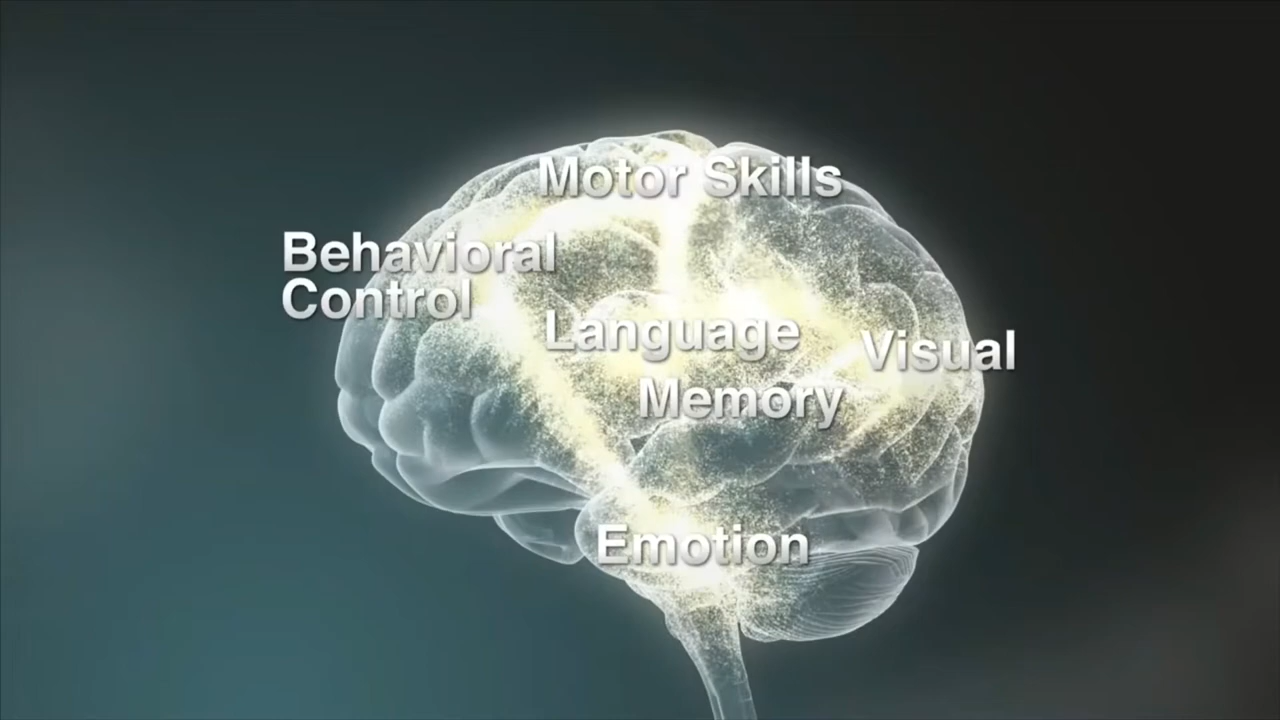 Motor Skills
Behavioral
Control
Language
Visual
Memory
Emotion